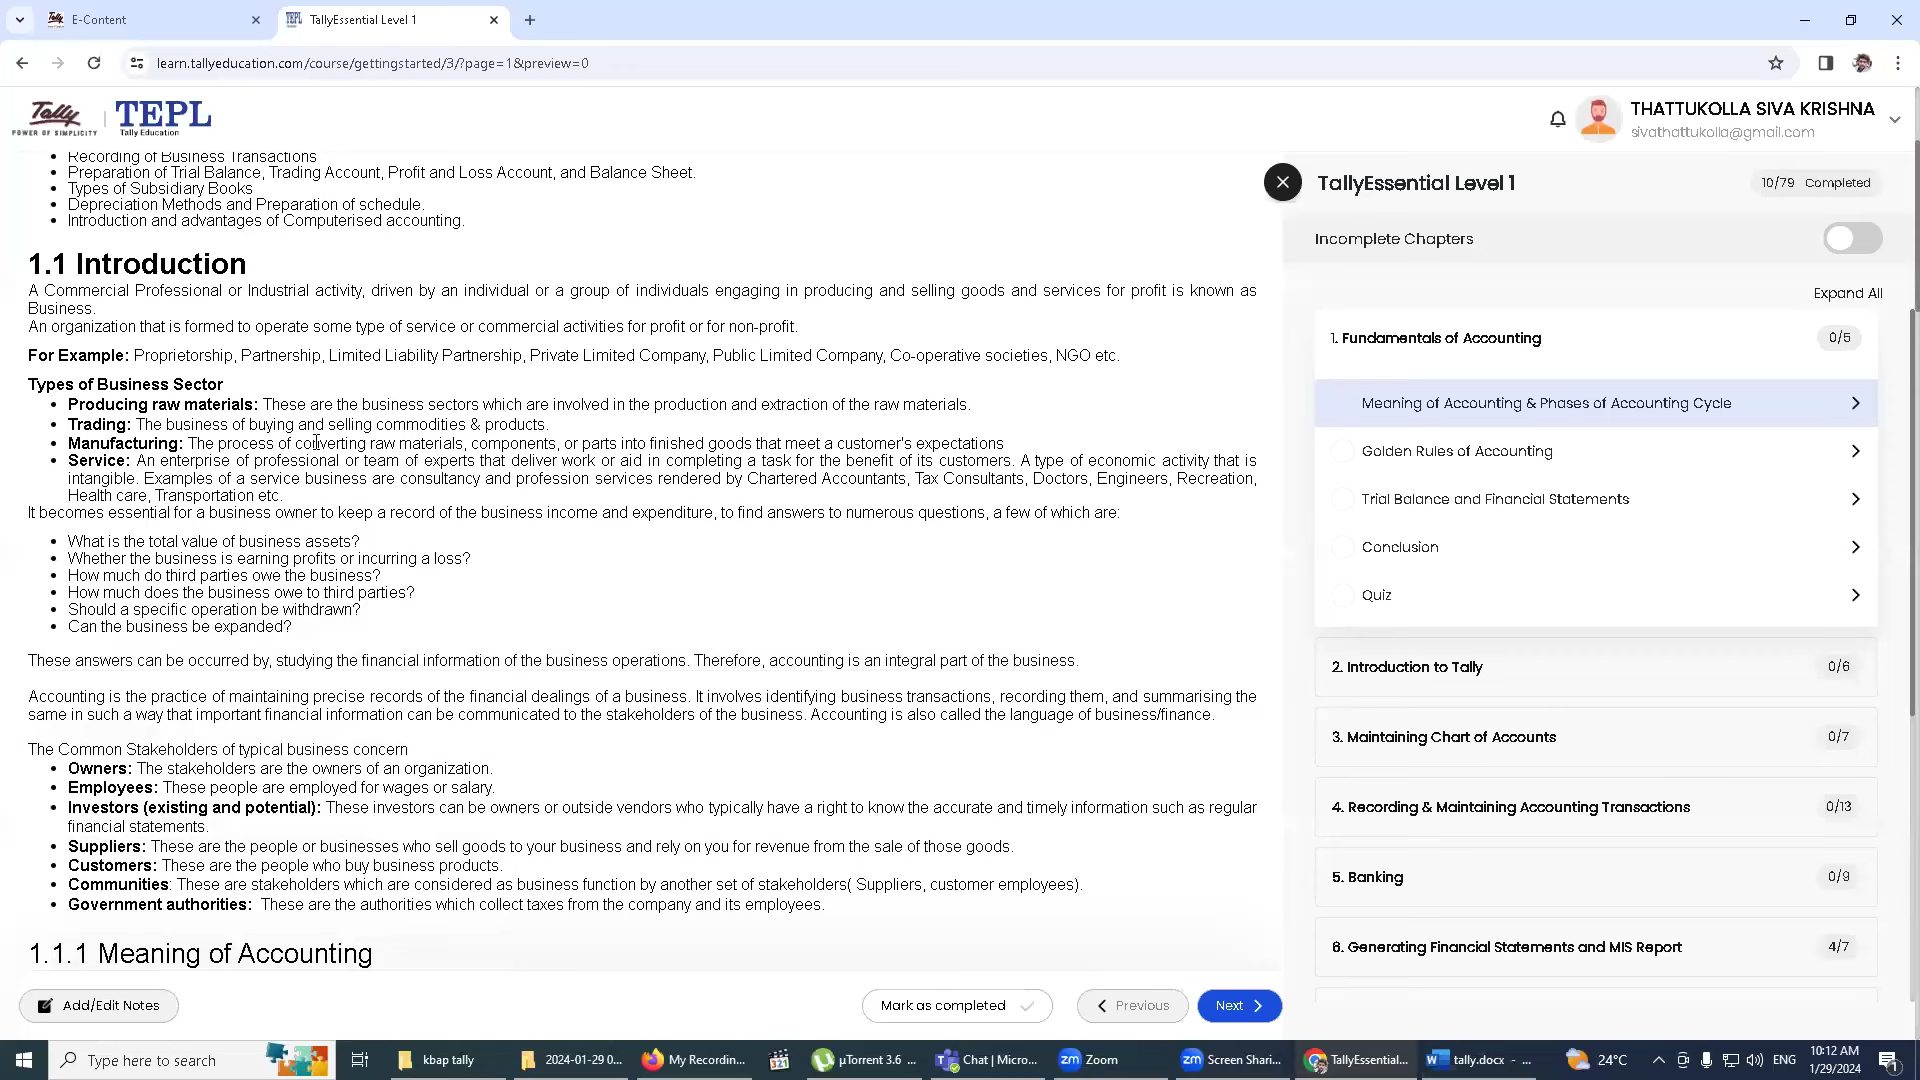 E-Content
TallyEssential Level 1
learn.tallyeducation.com/course/gettingstarted/3/?page=1&preview=0
Tally
POWER OF SIMPLICITY
TEPL
Tally Education
THATTUKOLLA SIVA KRISHNA
sivathattukolla@gmail.com
Recording of Business Transactions
Preparation of Trial Balance, Trading Account, Profit and Loss Account, and Balance Sheet.
Types of Subsidiary Books
Depreciation Methods and Preparation of schedule.
Introduction and advantages of Computerised accounting.
1.1 Introduction
A Commercial Professional or Industrial activity, driven by an individual or a group of individuals engaging in producing and selling goods and services for profit is known as
Business.
An organization that is formed to operate some type of service or commercial activities for profit or for non-profit.
For Example: Proprietorship, Partnership, Limited Liability Partnership, Private Limited Company, Public Limited Company, Co-operative societies, NGO etc.
Types of Business Sector
Producing raw materials: These are the business sectors which are involved in the production and extraction of the raw materials.
Trading: The business of buying and selling commodities & products.
Manufacturing: The process of converting raw materials, components, or parts into finished goods that meet a customer's expectations
Service: An enterprise of professional or team of experts that deliver work or aid in completing a task for the benefit of its customers. A type of economic activity that is
intangible. Examples of a service business are consultancy and profession services rendered by Chartered Accountants, Tax Consultants, Doctors, Engineers, Recreation,
Health care, Transportation etc.
It becomes essential for a business owner to keep a record of the business income and expenditure, to find answers to numerous questions, a few of which are:
What is the total value of business assets?
Whether the business is earning profits or incurring a loss?
How much do third parties owe the business?
How much does the business owe to third parties?
Should a specific operation be withdrawn?
Can the business be expanded?
These answers can be occurred by, studying the financial information of the business operations. Therefore, accounting is an integral part of the business.
Accounting is the practice of maintaining precise records of the financial dealings of a business. It involves identifying business transactions, recording them, and summarising the
same in such a way that important financial information can be communicated to the stakeholders of the business. Accounting is also called the language of business/finance.
The Common Stakeholders of typical business concern
Owners: The stakeholders are the owners of an organization.
Employees: These people are employed for wages or salary.
Investors (existing and potential): These investors can be owners or outside vendors who typically have a right to know the accurate and timely information such as regular
financial statements.
Suppliers: These are the people or businesses who sell goods to your business and rely on you for revenue from the sale of those goods.
Customers: These are the people who buy business products.
Communities: These are stakeholders which are considered as business function by another set of stakeholders( Suppliers, customer employees).
Government authorities: These are the authorities which collect taxes from the company and its employees.
1.1.1 Meaning of Accounting
Add/Edit Notes
Mark as completed
Previous
Next
TallyEssential Level 1
10/79 Completed
Incomplete Chapters
Expand All
1. Fundamentals of Accounting 0/5
Meaning of Accounting & Phases of Accounting Cycle
Golden Rules of Accounting
Trial Balance and Financial Statements
Conclusion
Quiz
2. Introduction to Tally 0/6
3. Maintaining Chart of Accounts 0/7
4. Recording & Maintaining Accounting Transactions 0/13
5. Banking 0/9
6. Generating Financial Statements and MIS Report 4/7
Type here to search
kbap tally
2024-01-29 0...
My Recordin...
321
µTorrent 3.6 ...
Chat | Micro...
zm Zoom
zm Screen Shari...
TallyEssential...
tally.docx - ...
24°C
ENG
10:12 AM
1/29/2024
1